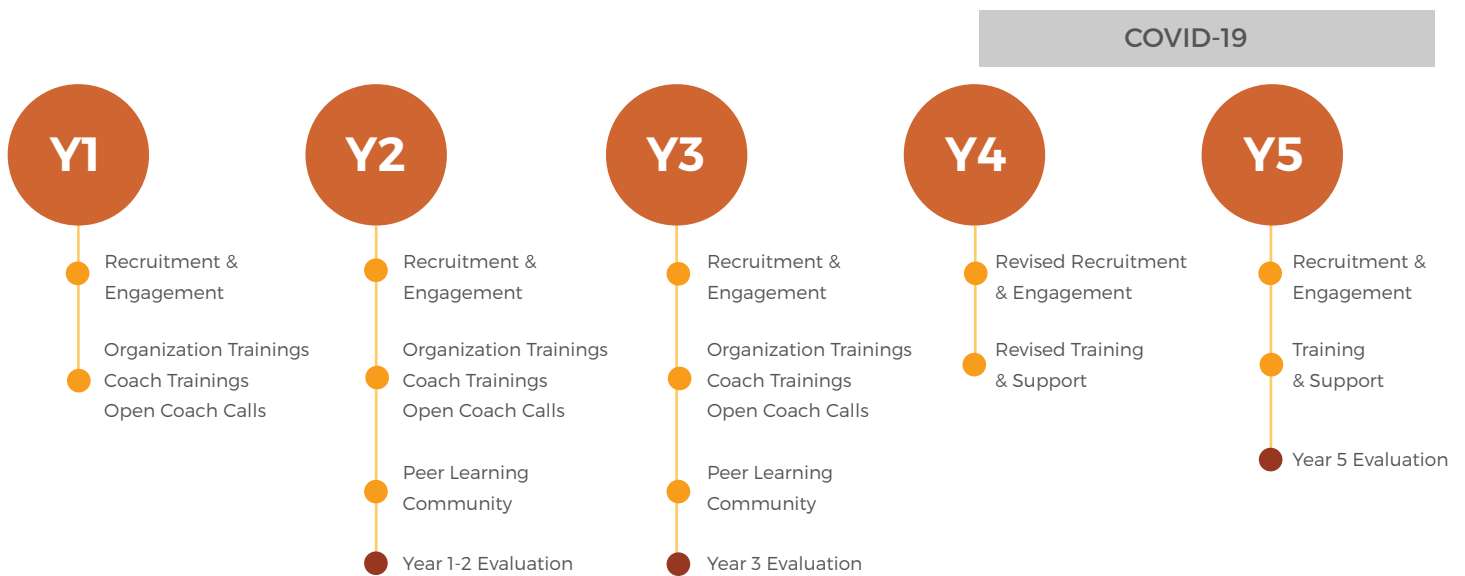 COVID-19
Y1
Recruitment &
Engagement
Organization Trainings
Coach Trainings
Open Coach Calls
Y2
Recruitment &
Engagement
Organization Trainings
Coach Trainings
Open Coach Calls
Peer Learning
Community
Year 1-2 Evaluation
Y3
Recruitment &
Engagement
Organization Trainings
Coach Trainings
Open Coach Calls
Peer Learning
Community
Year 3 Evaluation
Y4
Revised Recruitment
& Engagement
Revised Training
& Support
Y5
Recruitment &
Engagement
Training
& Support
Year 5 Evaluation